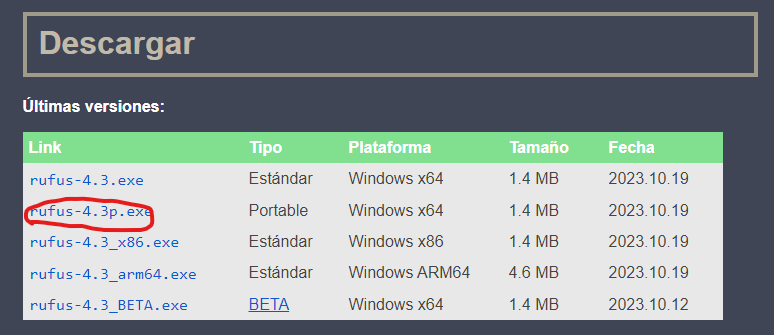 Descargar
Últimas versiones:
Link Tipo Plataforma Tamaño Fecha
rufus-4.3.exe Estándar Windows x64 1.4 MB 2023.10.19
rufus-4.3p.exe Portable Windows x64 1.4 MB 2023.10.19
rufus-4.3_x86.exe Estándar Windows x86 1.4 MB 2023.10.19
rufus-4.3_arm64.exe Estándar Windows ARM64 4.6 MB 2023.10.19
rufus-4.3_BETA.exe BETA Windows x64 1.4 MB 2023.10.12